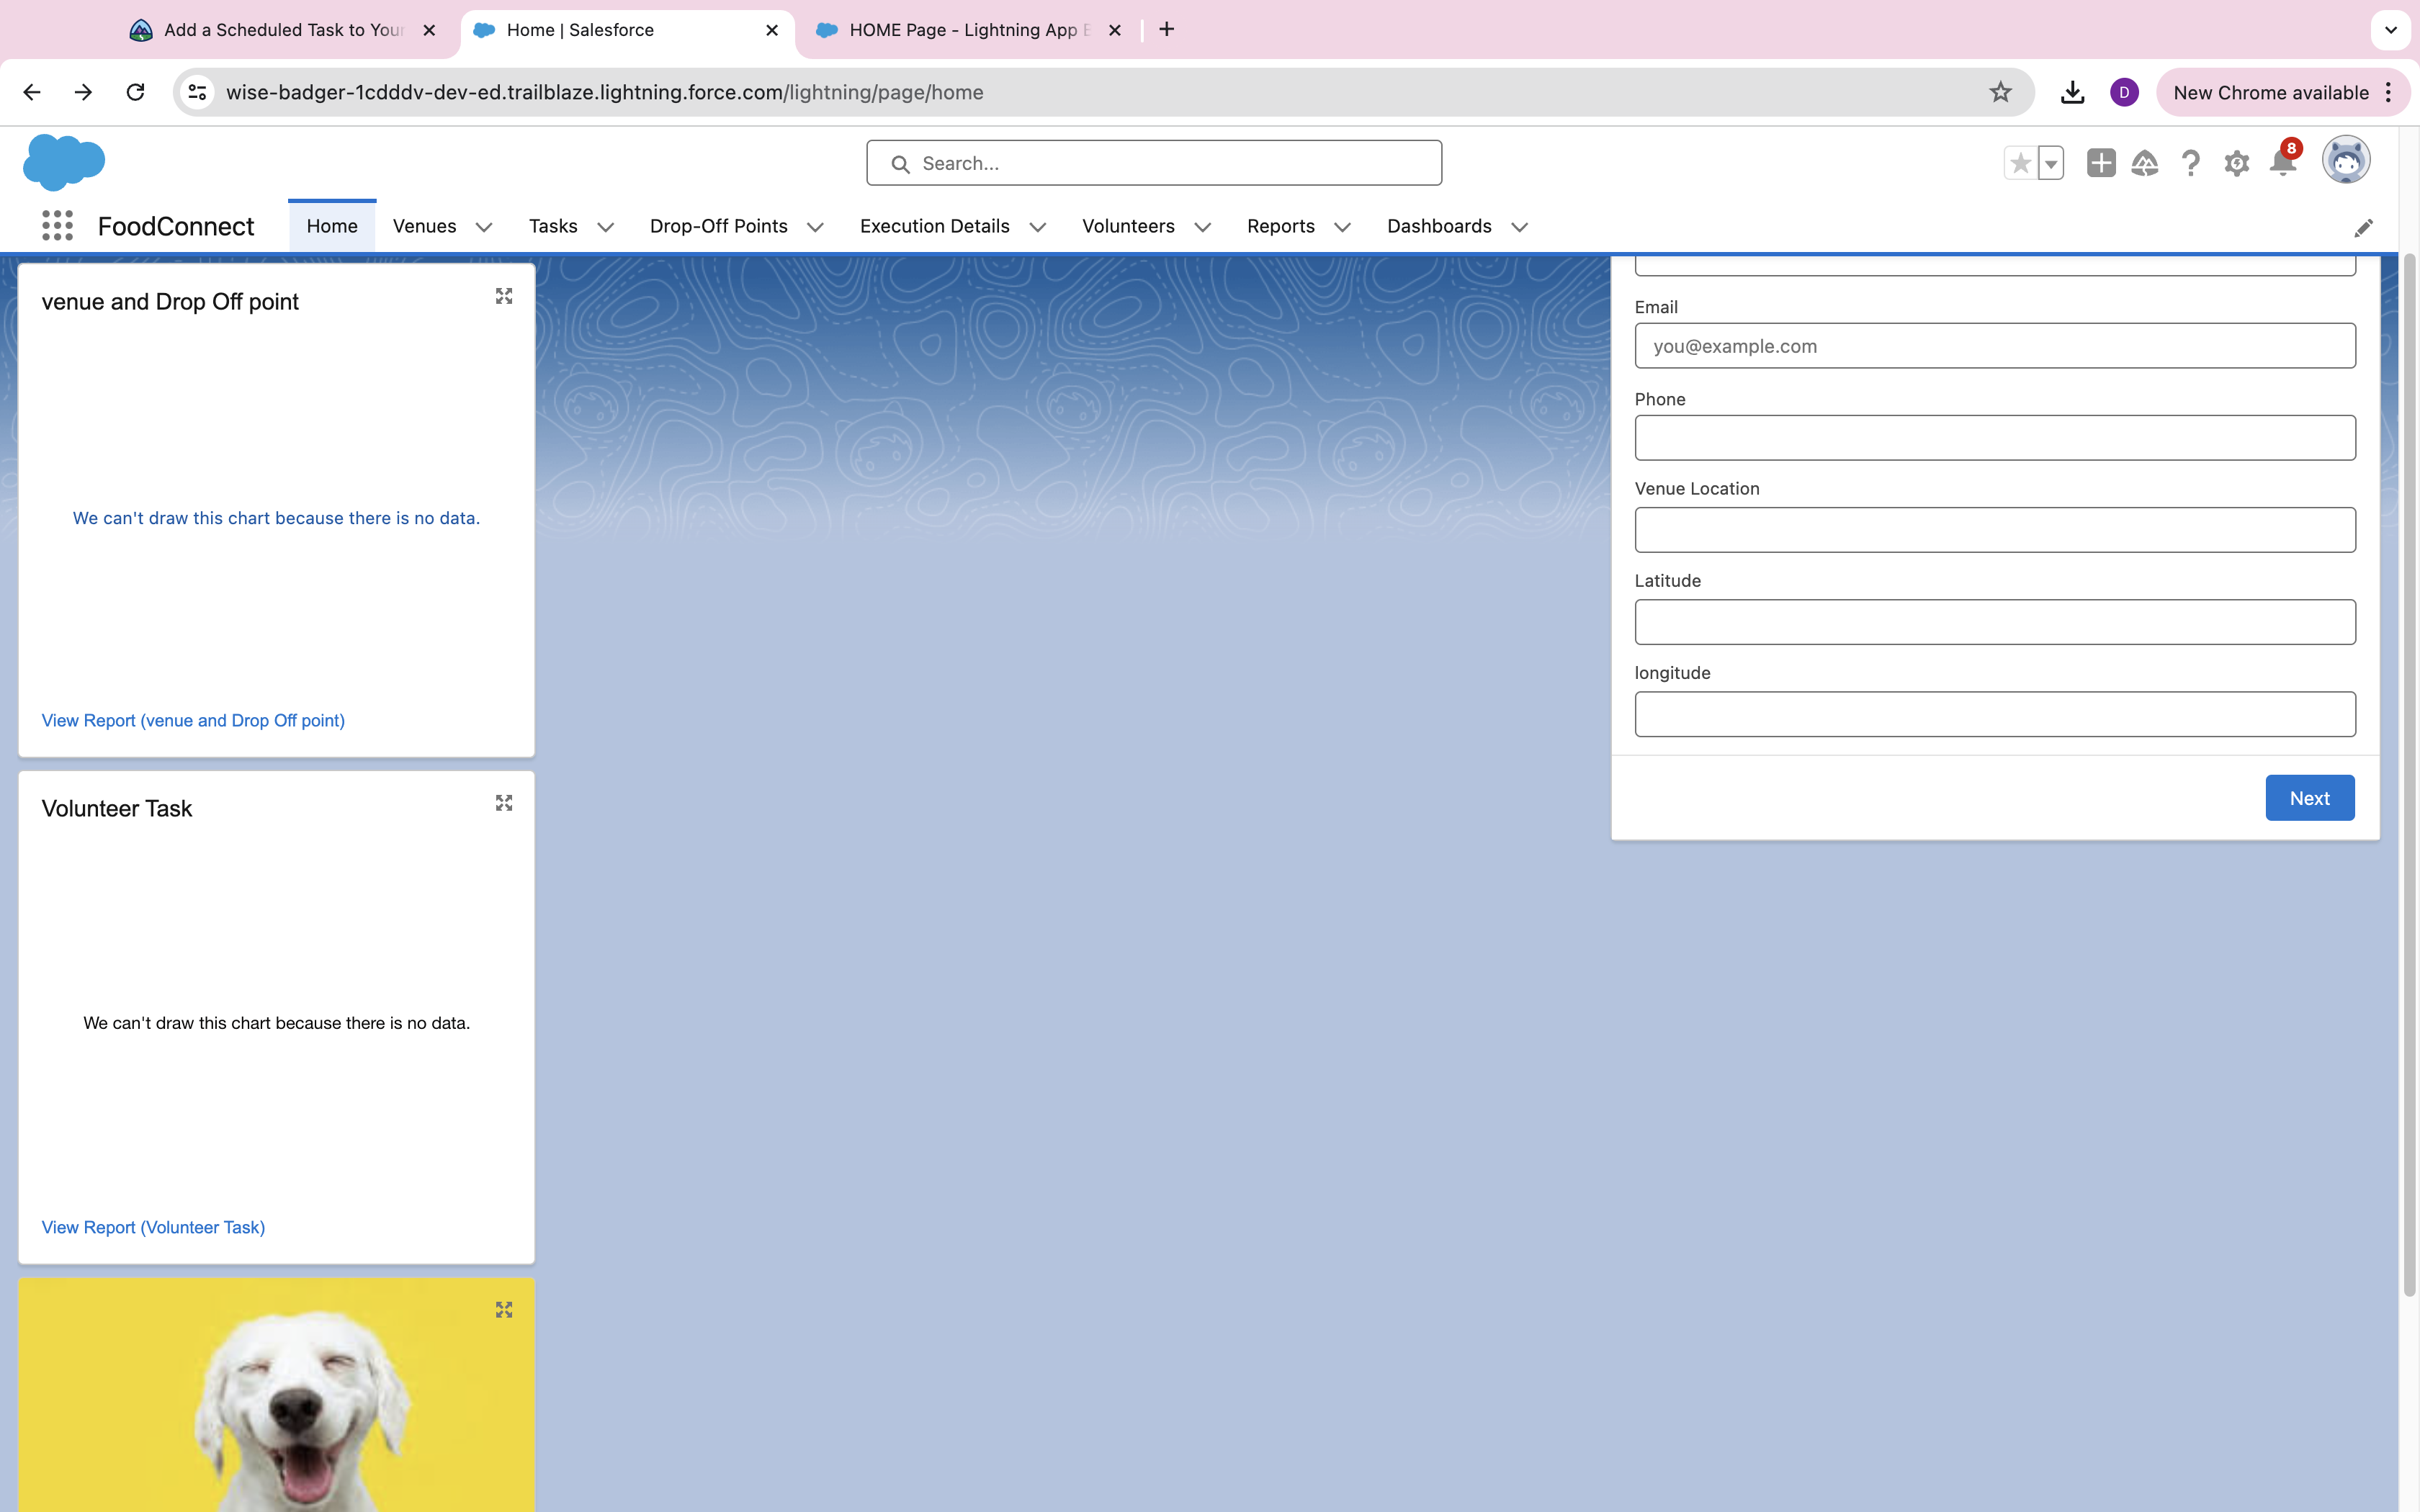 Add a Scheduled Task to Your
Home | Salesforce
HOME Page - Lightning App
wise-badger-1cdddv-dev-ed.trailblaze.lightning.force.com/lightning/page/home
D
New Chrome available
Search...
8
FoodConnect
Home
Venues
Tasks
Drop-Off Points
Execution Details
Volunteers
Reports
Dashboards
venue and Drop Off point
We can't draw this chart because there is no data.
View Report (venue and Drop Off point)
Volunteer Task
We can't draw this chart because there is no data.
View Report (Volunteer Task)
Email
you@example.com
Phone
Venue Location
Latitude
longitude
Next